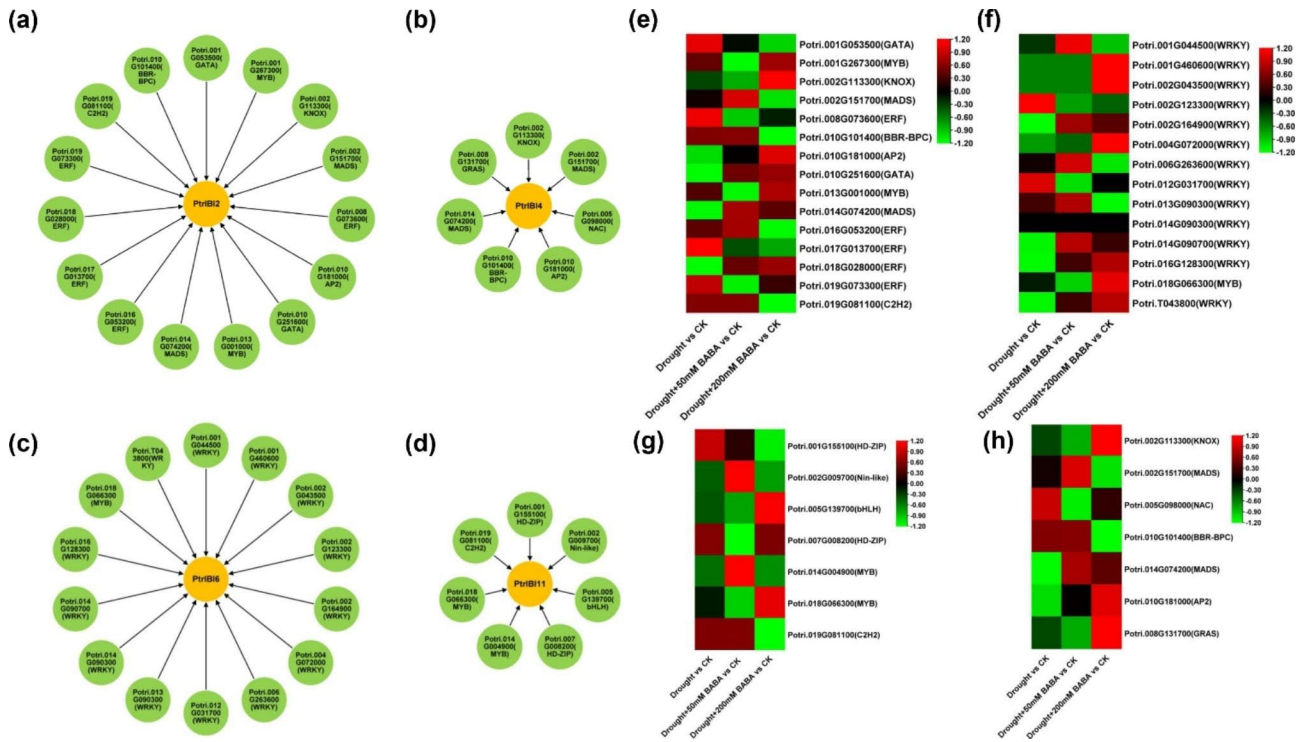 (a)
Potri.001
G053500
(GATA)
Potri.001
G267300
(MYB)
Potri.002
G113300
(KNOX)
Potri.002
G151700
(MADS)
Potri.008
G073600
(ERF)
Potri.010
G181000
(AP2)
Potri.010
G251600
(GATA)
Potri.013
G001000
(MYB)
Potri.014
G074200
(MADS)
Potri.016
G053200
(ERF)
Potri.017
G013700(
ERF)
Potri.018
G028000
(ERF)
Potri.019
G073300
(ERF)
Potri.019
G081100
(C2H2)
Potri.010
G101400(
BBR-
BPC)
PtrIBI2
(b)
Potri.002
G113300
(KNOX)
Potri.002
G151700(
MADS)
Potri.005
G098000
(NAC)
Potri.010
G181000(
AP2)
Potri.010
G101400(
BBR-
BPC)
Potri.014
G074200(
MADS)
Potri.008
G131700(
GRAS)
PtrIBI4
(e)
Potri.001G053500(GATA)
Potri.001G267300(MYB)
Potri.002G113300(KNOX)
Potri.002G151700(MADS)
Potri.008G073600(ERF)
Potri.010G101400(BBR-BPC)
Potri.010G181000(AP2)
Potri.010G251600(GATA)
Potri.013G001000(MYB)
Potri.014G074200(MADS)
Potri.016G053200(ERF)
Potri.017G013700(ERF)
Potri.018G028000(ERF)
Potri.019G073300(ERF)
Potri.019G081100(C2H2)
1.20
0.90
0.60
0.30
0.00
-0.30
-0.60
-0.90
-1.20
Drought vs CK
Drought+50mM BABA vs CK
Drought+200mM BABA vs CK
(f)
Potri.001G044500(WRKY)
Potri.001G460600(WRKY)
Potri.002G043500(WRKY)
Potri.002G123300(WRKY)
Potri.002G164900(WRKY)
Potri.004G072000(WRKY)
Potri.006G263600(WRKY)
Potri.012G031700(WRKY)
Potri.013G090300(WRKY)
Potri.014G090300(WRKY)
Potri.014G090700(WRKY)
Potri.016G128300(WRKY)
Potri.018G066300(MYB)
Potri.T043800(WRKY)
1.20
0.90
0.60
0.30
0.00
-0.30
-0.60
-0.90
-1.20
Drought vs CK
Drought+50mM BABA vs CK
Drought+200mM BABA vs CK
(c)
Potri.001
G044500
(WRKY)
Potri.001
G460600
(WRKY)
Potri.002
G043500
(WRKY)
Potri.002
G123300
(WRKY)
Potri.002
G164900
(WRKY)
Potri.004
G072000
(WRKY)
Potri.006
G263600
(WRKY)
Potri.012
G031700
(WRKY)
Potri.013
G090300
(WRKY)
Potri.014
G090300
(WRKY)
Potri.014
G090700
(WRKY)
Potri.016
G128300
(WRKY)
Potri.018
G066300
(MYB)
Potri.T04
3800(WR
KY)
PtrIBI6
(d)
Potri.001
G155100(
HD-ZIP)
Potri.002
G009700(
Nin-like)
Potri.005
G139700(
bHLH)
Potri.007
G008200(
HD-ZIP)
Potri.014
G004900(
MYB)
Potri.018
G066300(
MYB)
Potri.019
G081100(
C2H2)
PtrIBI11
(g)
Potri.001G155100(HD-ZIP)
Potri.002G009700(Nin-like)
Potri.005G139700(bHLH)
Potri.007G008200(HD-ZIP)
Potri.014G004900(MYB)
Potri.018G066300(MYB)
Potri.019G081100(C2H2)
1.20
0.90
0.60
0.30
0.00
-0.30
-0.60
-0.90
-1.20
Drought vs CK
Drought+50mM BABA vs CK
Drought+200mM BABA vs CK
(h)
Potri.002G113300(KNOX)
Potri.002G151700(MADS)
Potri.005G098000(NAC)
Potri.010G101400(BBR-BPC)
Potri.014G074200(MADS)
Potri.010G181000(AP2)
Potri.008G131700(GRAS)
1.20
0.90
0.60
0.30
0.00
-0.30
-0.60
-0.90
-1.20
Drought vs CK
Drought+50mM BABA vs CK
Drought+200mM BABA vs CK